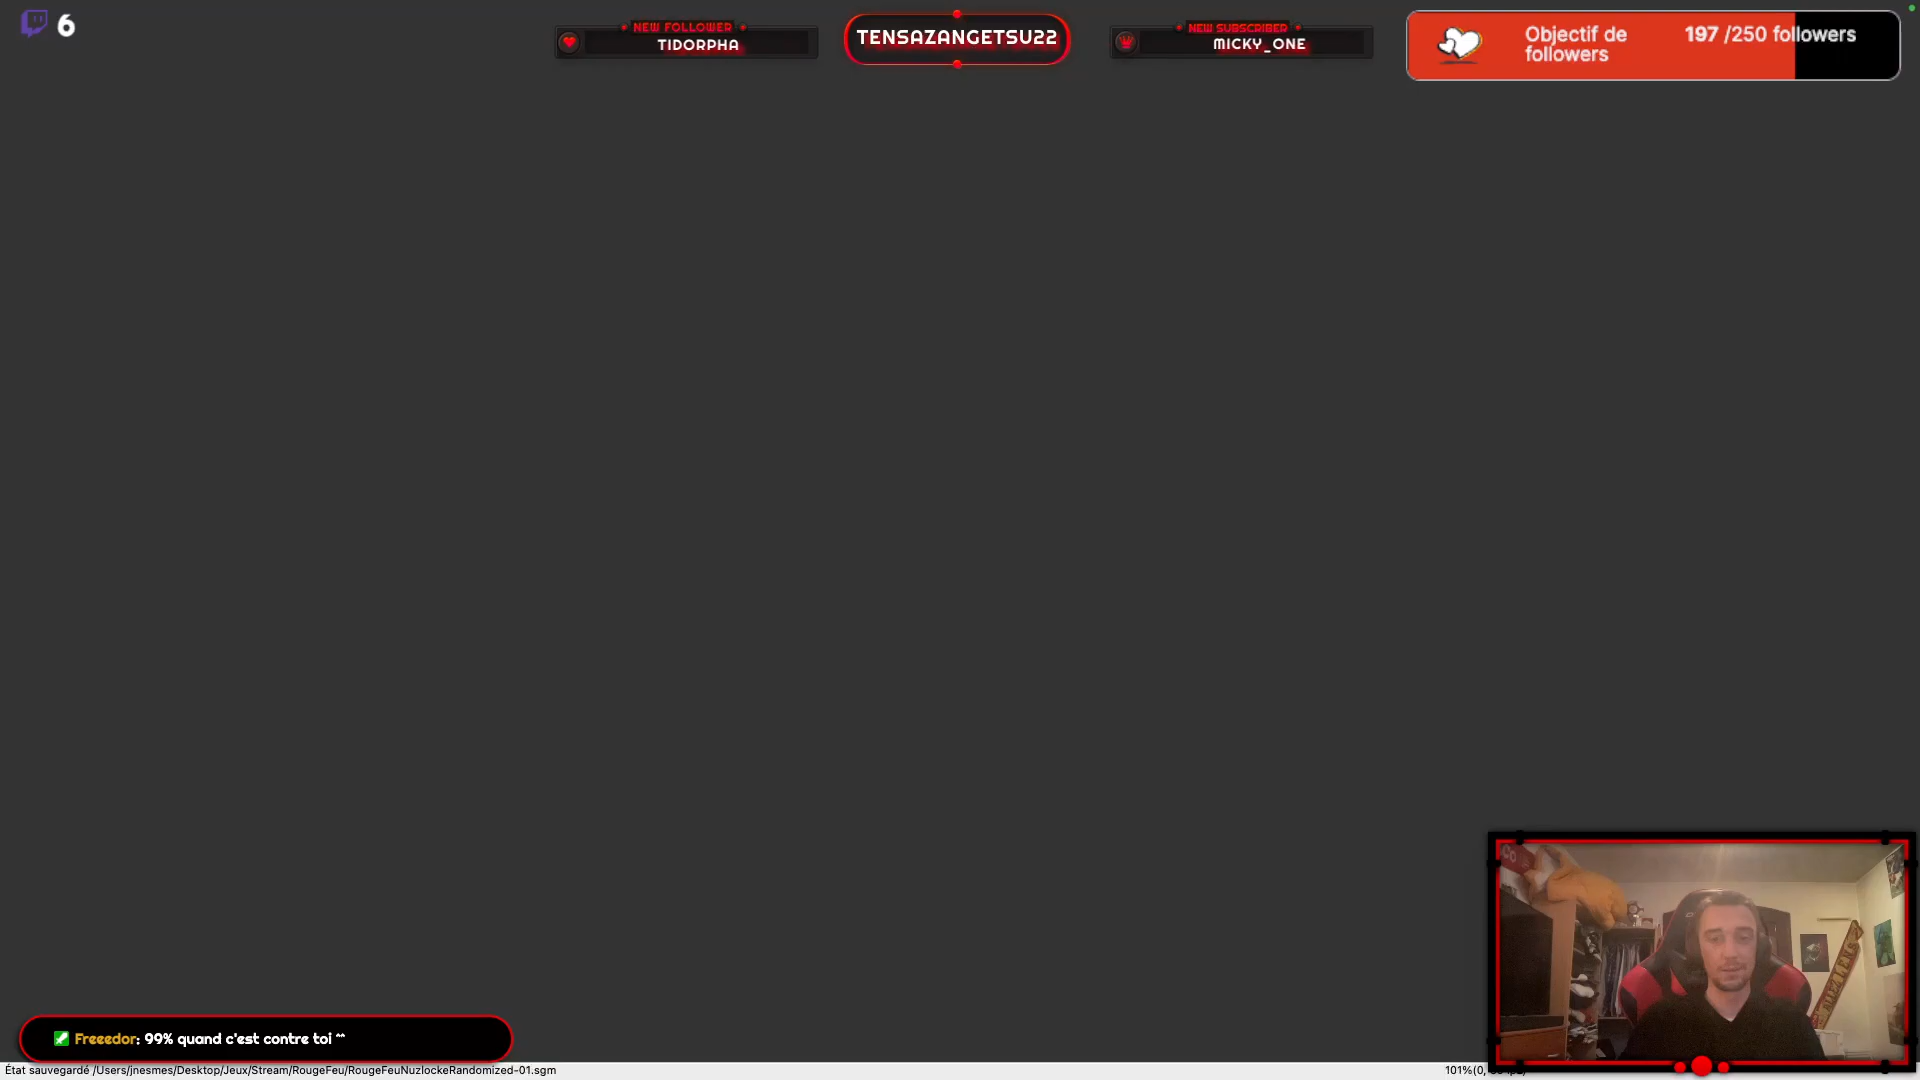 6
NEW FOLLOWER
TIDORPHA
TENSAZANGETSU22
NEW SUBSCRIBER
MICKY_ONE
Objectif de
followers
197 /250 followers
Freeedor: 99% quand c'est contre toi ^^
État sauvegardé /Users/jnesmes/Desktop/Jeux/Stream/RougeFeu/RougeFeuNuzlockeRandomized-01.sgm
101%(0,